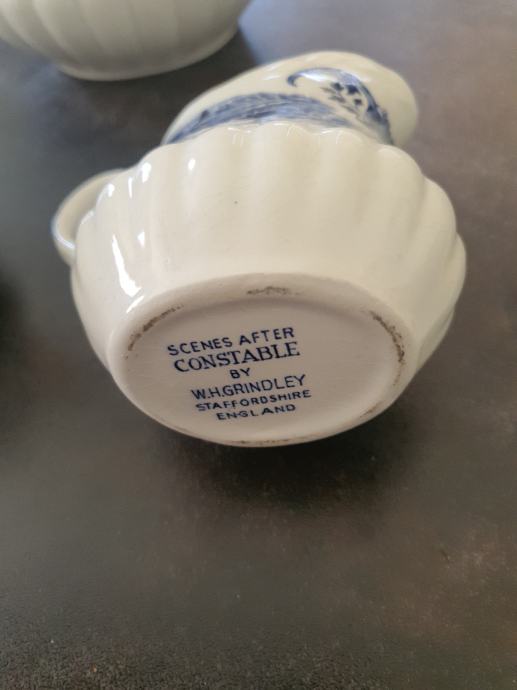 SCENES AFTER
CONSTABLE
BY
W.H.GRINDLEY
STAFFORDSHIRE
ENGLAND